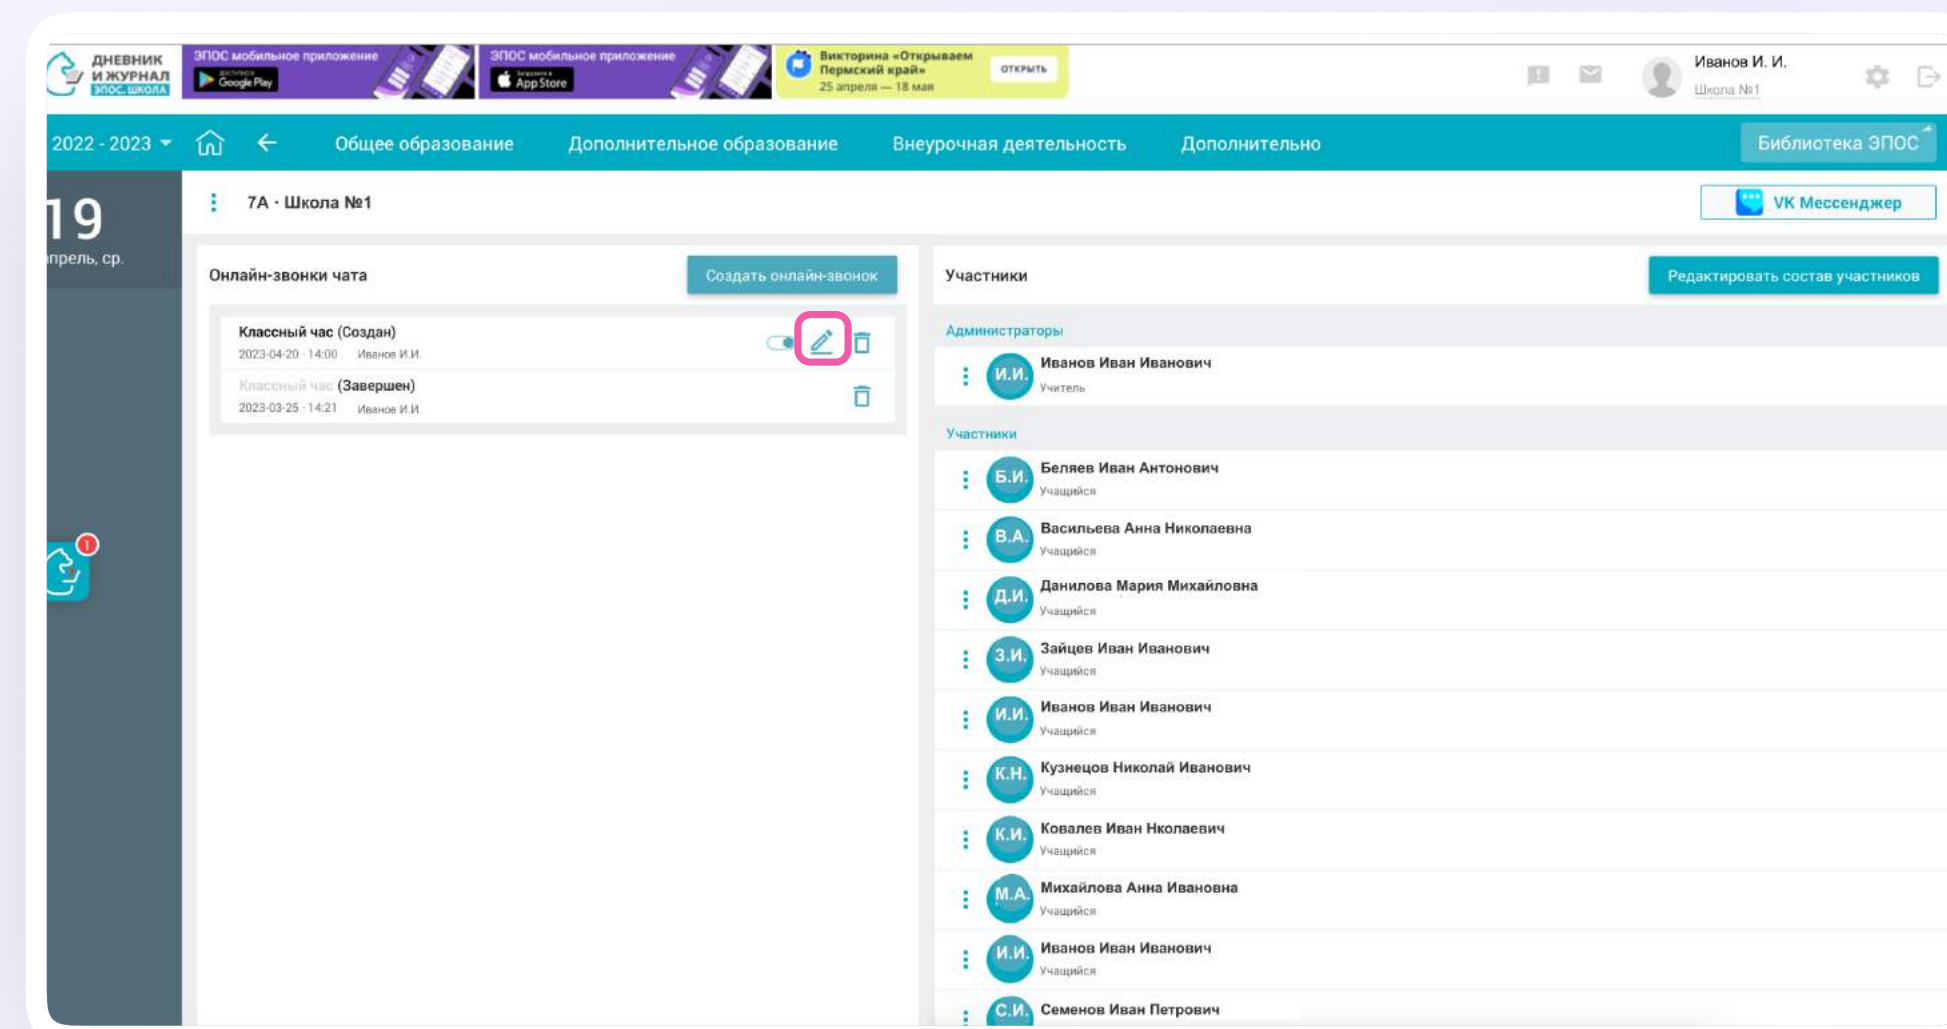 ДНЕВНИК
И ЖУРНАЛ
ЭПОС.ШКОЛА
ЭПОС мобильное приложение
ДОСТУПНО В
Google Play
ЭПОС мобильное приложение
Загрузите в
App Store
Викторина «Открываем
Пермский край»
25 апреля — 18 мая
ОТКРЫТЬ
Иванов И. И.
Школа №1
2022 - 2023
Общее образование
Дополнительное образование
Внеурочная деятельность
Дополнительно
Библиотека ЭПОС
19
прель, ср.
7А · Школа №1
VK Мессенджер
Онлайн-звонки чата
Создать онлайн-звонок
Классный час (Создан)
2023-04-20 · 14:00 Иванов И.И.
Классный час (Завершен)
2023-03-25 · 14:21 Иванов И.И.
1
Участники
Редактировать состав участников
Администраторы
И.И.
Иванов Иван Иванович
Учитель
Участники
Б.И.
Беляев Иван Антонович
Учащийся
В.А.
Васильева Анна Николаевна
Учащийся
Д.И.
Данилова Мария Михайловна
Учащийся
З.И.
Зайцев Иван Иванович
Учащийся
И.И.
Иванов Иван Иванович
Учащийся
К.Н.
Кузнецов Николай Иванович
Учащийся
К.И.
Ковалев Иван Нколаевич
Учащийся
М.А.
Михайлова Анна Ивановна
Учащийся
И.И.
Иванов Иван Иванович
Учащийся
С.И.
Семенов Иван Петрович